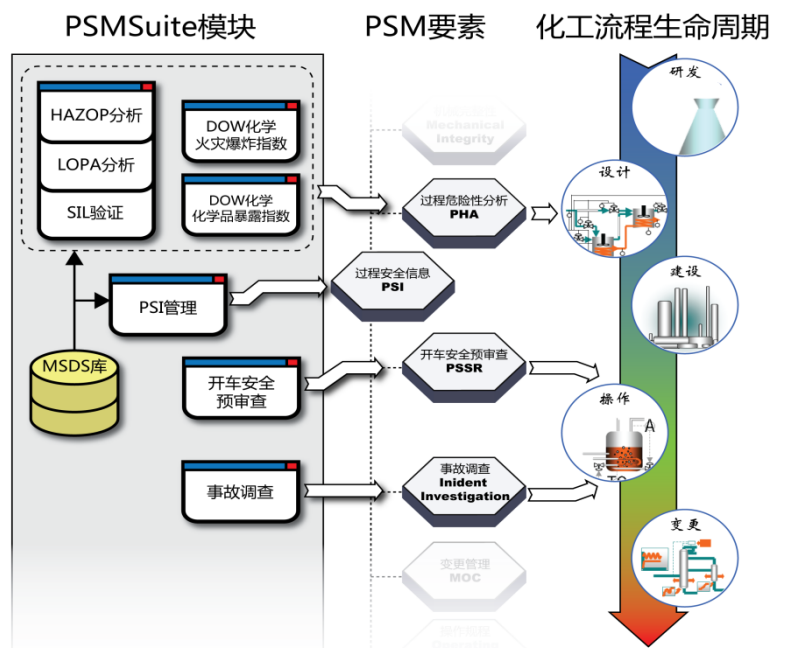 PSMSuite模块
PSM要素
化工流程生命周期
HAZOP分析
LOPA分析
SIL验证
DOW化学
火灾爆炸指数
DOW化学
化学品暴露指数
PSI管理
MSDS库
开车安全
预审查
事故调查
Mechanical
Integrity
过程危险性分析
PHA
过程安全信息
PSI
开车安全预审查
PSSR
事故调查
Inident
Investigation
变更管理
MOC
研发
设计
建设
操作
A
变更